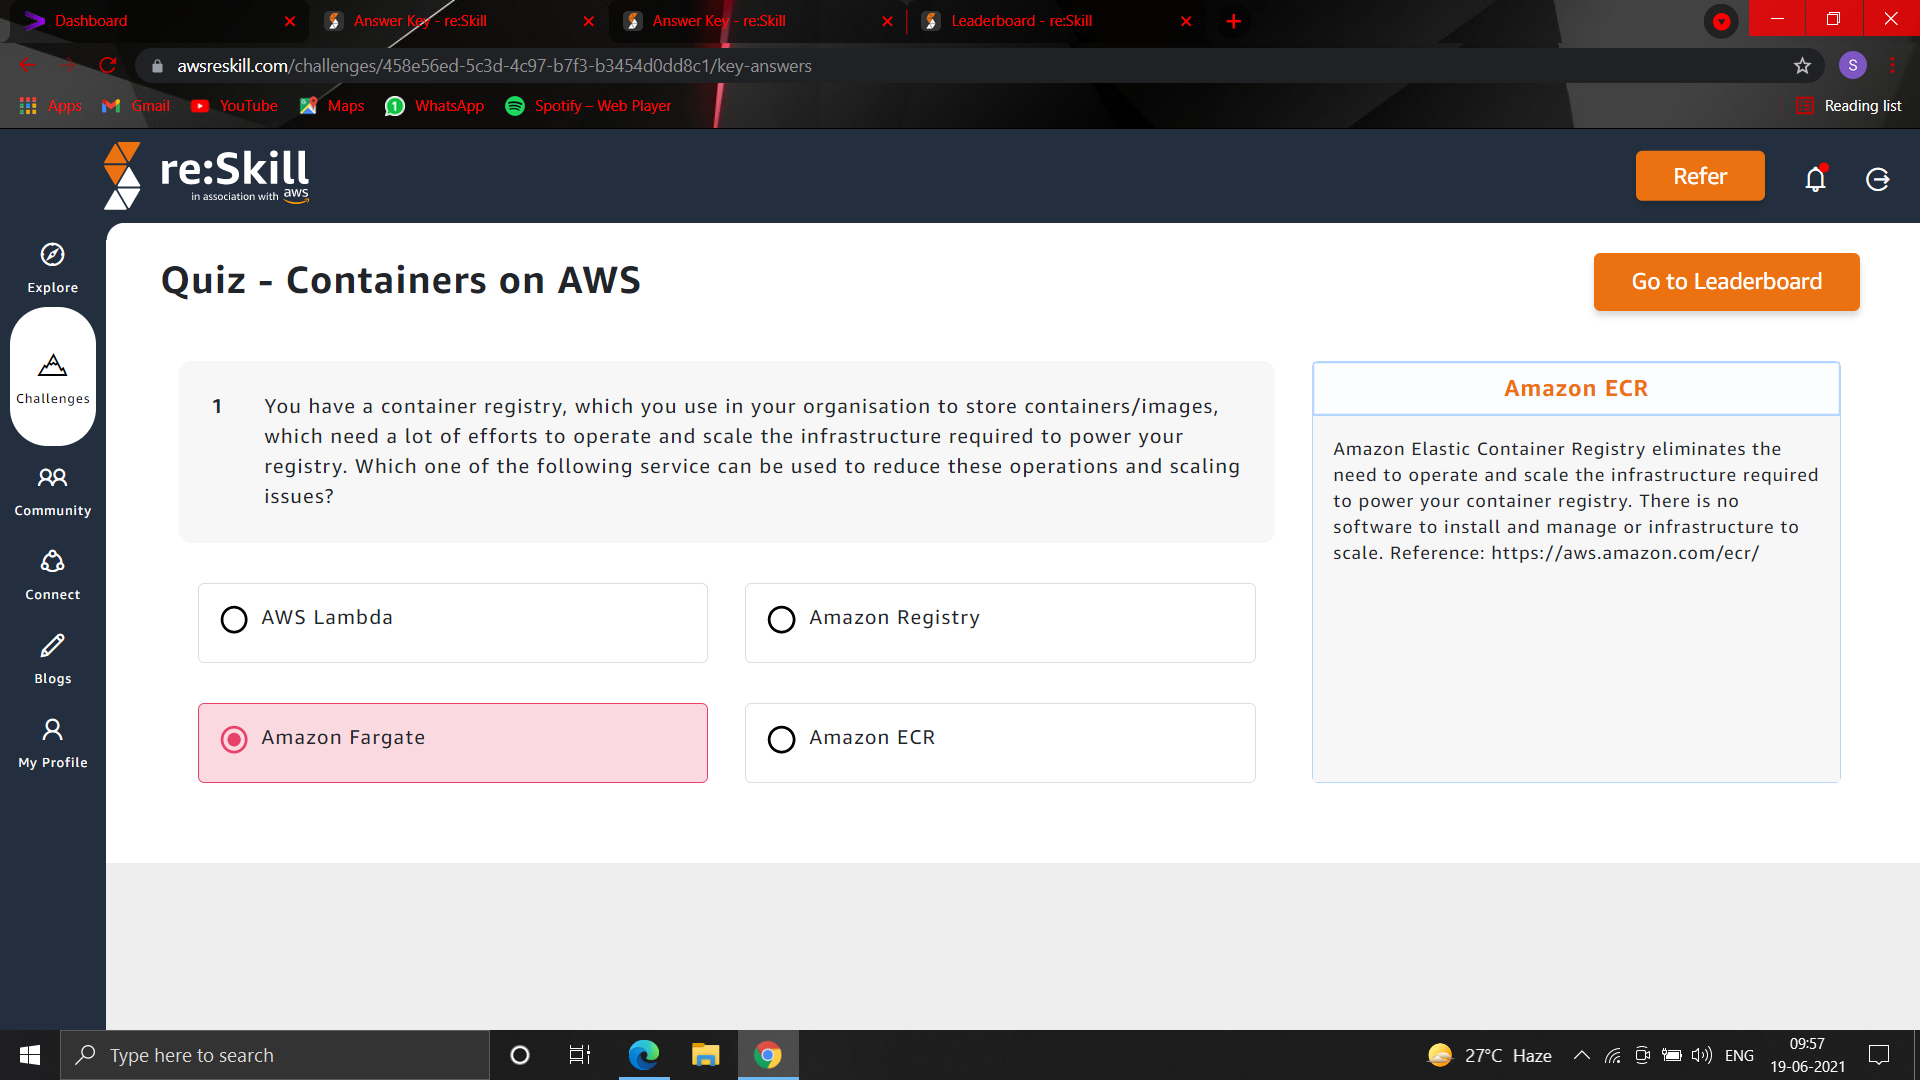 Dashboard
Answer Key - re:Skill
Answer Key - re:Skill
Leaderboard - re:Skill
awsreskill.com/challenges/458e56ed-5c3d-4c97-b7f3-b3454d0dd8c1/key-answers
S
Apps
Gmail
YouTube
Maps
1
WhatsApp
Spotify – Web Player
Reading list
re:Skill
in association with aws
Refer
Explore
Challenges
Community
Connect
Blogs
My Profile
Quiz - Containers on AWS
Go to Leaderboard
1
You have a container registry, which you use in your organisation to store containers/images,
which need a lot of efforts to operate and scale the infrastructure required to power your
registry. Which one of the following service can be used to reduce these operations and scaling
issues?
AWS Lambda
Amazon Registry
Amazon Fargate
Amazon ECR
Amazon ECR
Amazon Elastic Container Registry eliminates the
need to operate and scale the infrastructure required
to power your container registry. There is no
software to install and manage or infrastructure to
scale. Reference: https://aws.amazon.com/ecr/
Type here to search
27°C Haze
ENG
09:57
19-06-2021